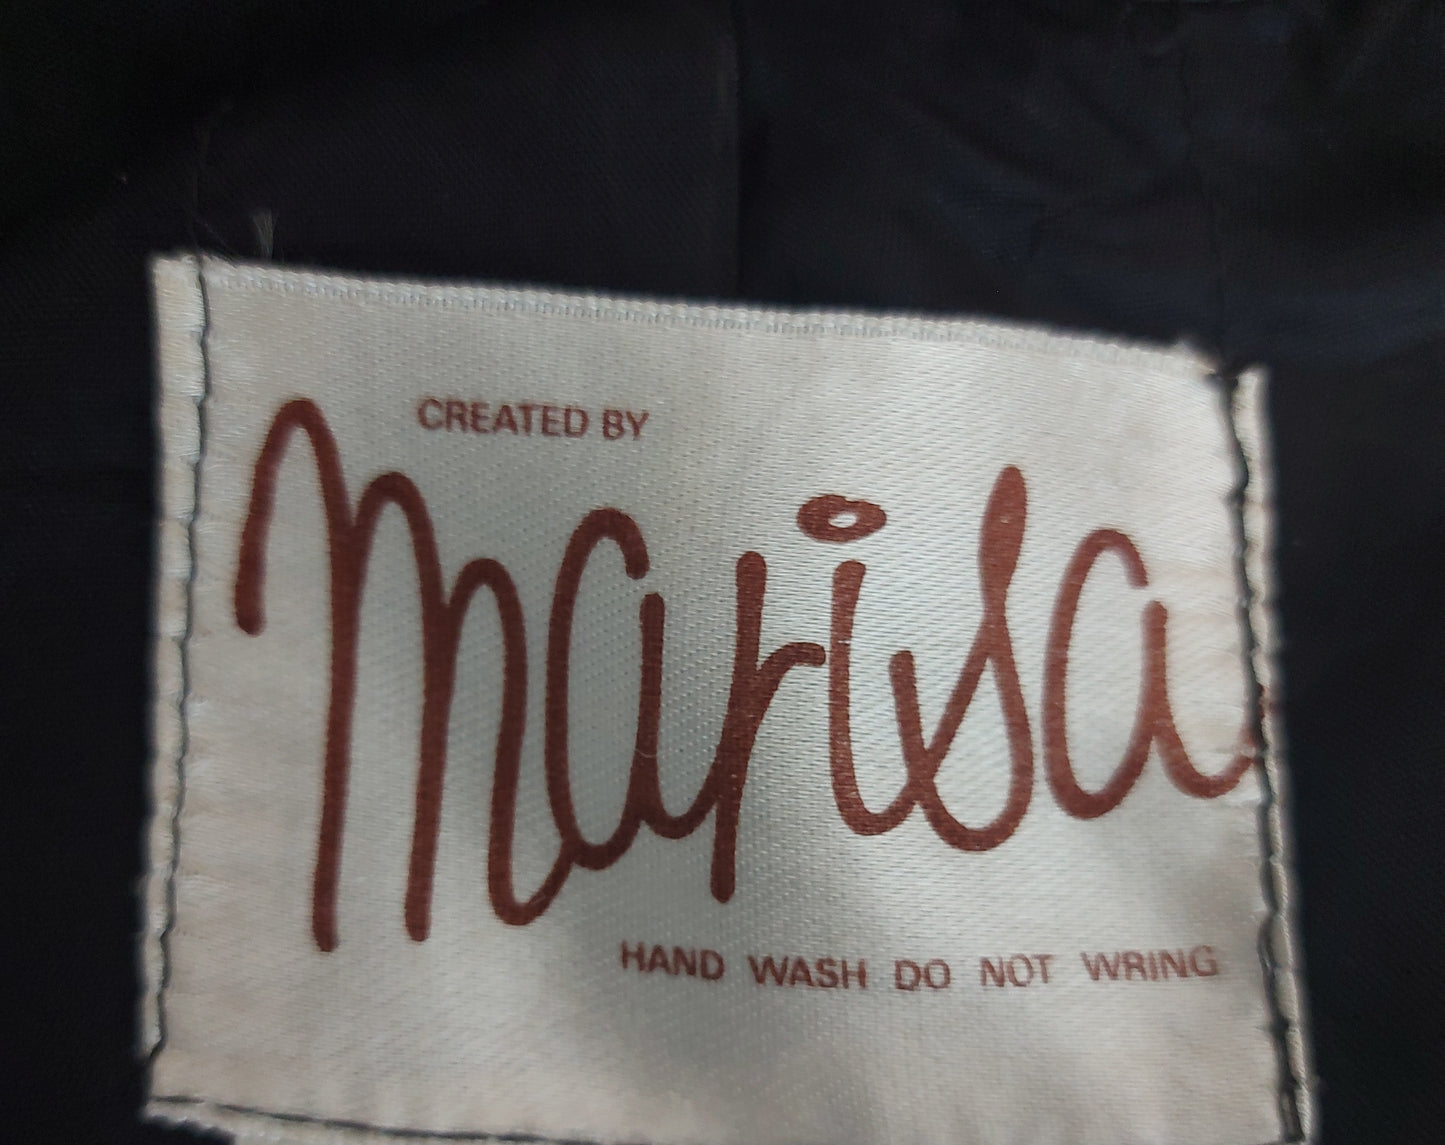 CREATED BY
marisa
HAND WASH DO NOT WRING